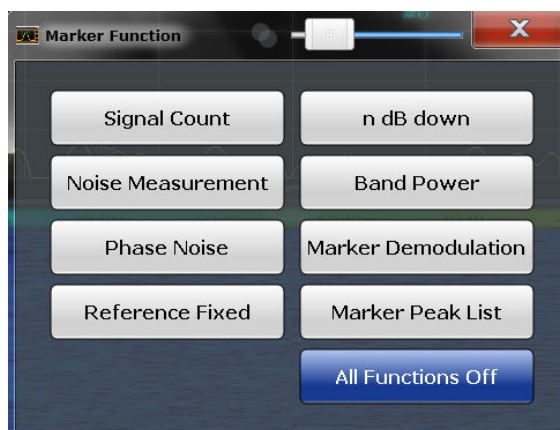 Marker Function
Signal Count
n dB down
Noise Measurement
Band Power
Phase Noise
Marker Demodulation
Reference Fixed
Marker Peak List
All Functions Off